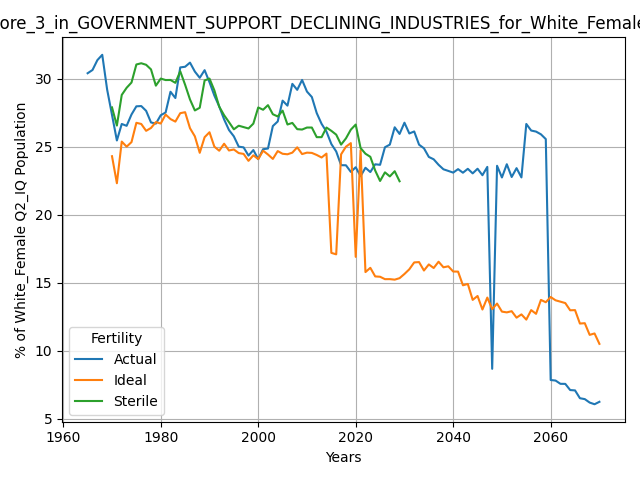 ore_3_in_GOVERNMENT_SUPPORT_DECLINING_INDUSTRIES_for_White_Female
% of White_Female Q2_IQ Population
30
25
20
15
10
5
Fertility
Actual
Ideal
Sterile
1960 1980 2000 2020 2040 2060
Years